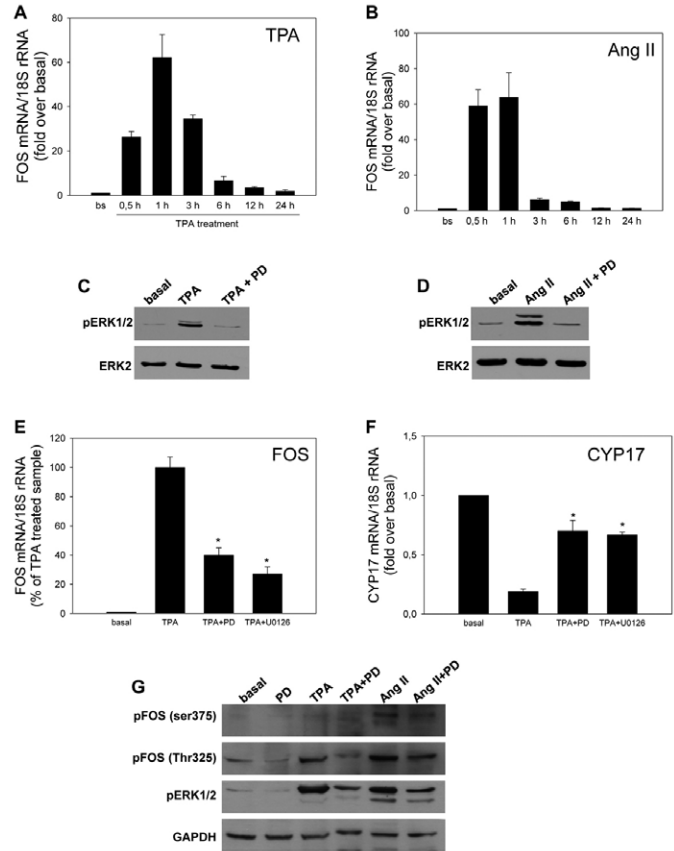 A
TPA
FOS mRNA/18S rRNA
(fold over basal)
80
60
40
20
0
bs 0,5 h 1 h 3 h 6 h 12 h 24 h
TPA treatment
B
Ang II
FOS mRNA/18S rRNA
(fold over basal)
100
80
60
40
20
0
bs 0,5 h 1 h 3 h 6 h 12 h 24 h
C
basal TPA TPA + PD
pERK1/2
ERK2
D
basal Ang II Ang II + PD
pERK1/2
ERK2
E
FOS
FOS mRNA/18S rRNA
(% of TPA treated sample)
120
100
80
60
40
20
0
* *
basal TPA TPA+PD TPA+U0126
F
CYP17
CYP17 mRNA/18S rRNA
(fold over basal)
1,5
1,0
0,5
0,0
* *
basal TPA TPA+PD TPA+U0126
G
basal PD TPA TPA+PD Ang II Ang II+PD
pFOS (ser375)
pFOS (Thr325)
pERK1/2
GAPDH